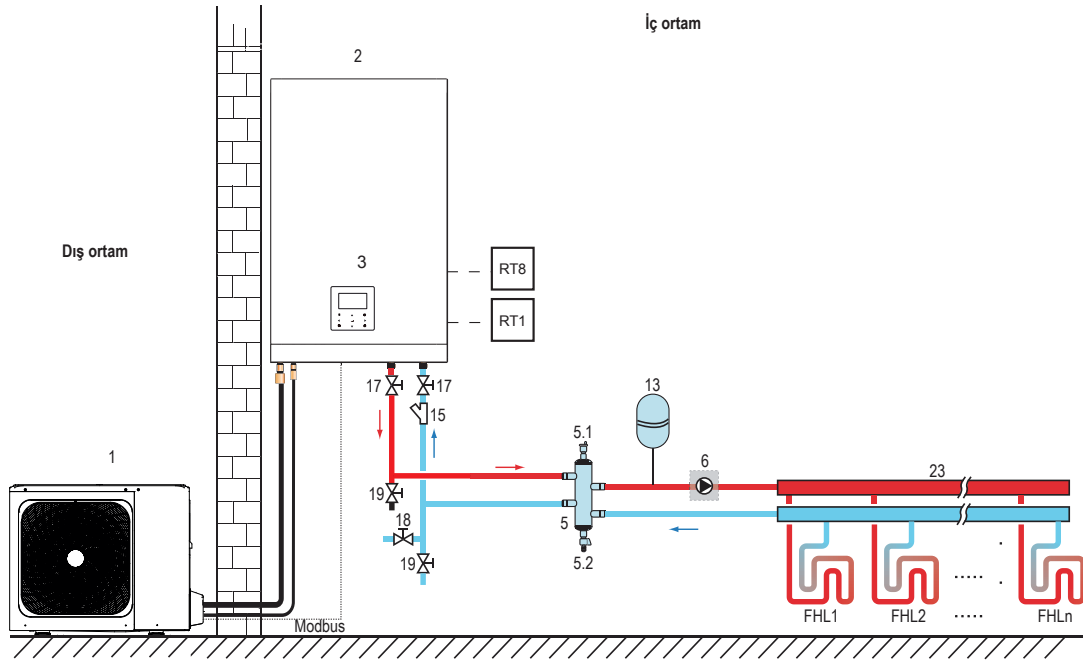 İç ortam
2
Dış ortam
3
RT8
RT1
17
17
15
13
5.1
6
23
1
19
18
5
19
5.2
FHL1
FHL2
.....
FHLn
Modbus